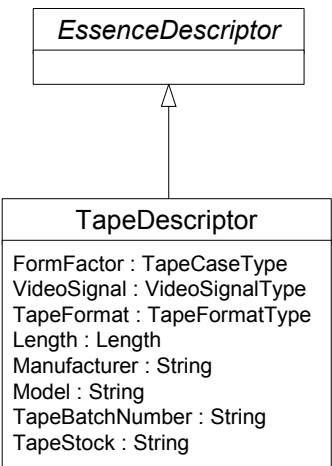 EssenceDescriptor
TapeDescriptor
FormFactor : TapeCaseType
VideoSignal : VideoSignalType
TapeFormat : TapeFormatType
Length : Length
Manufacturer : String
Model : String
TapeBatchNumber : String
TapeStock : String